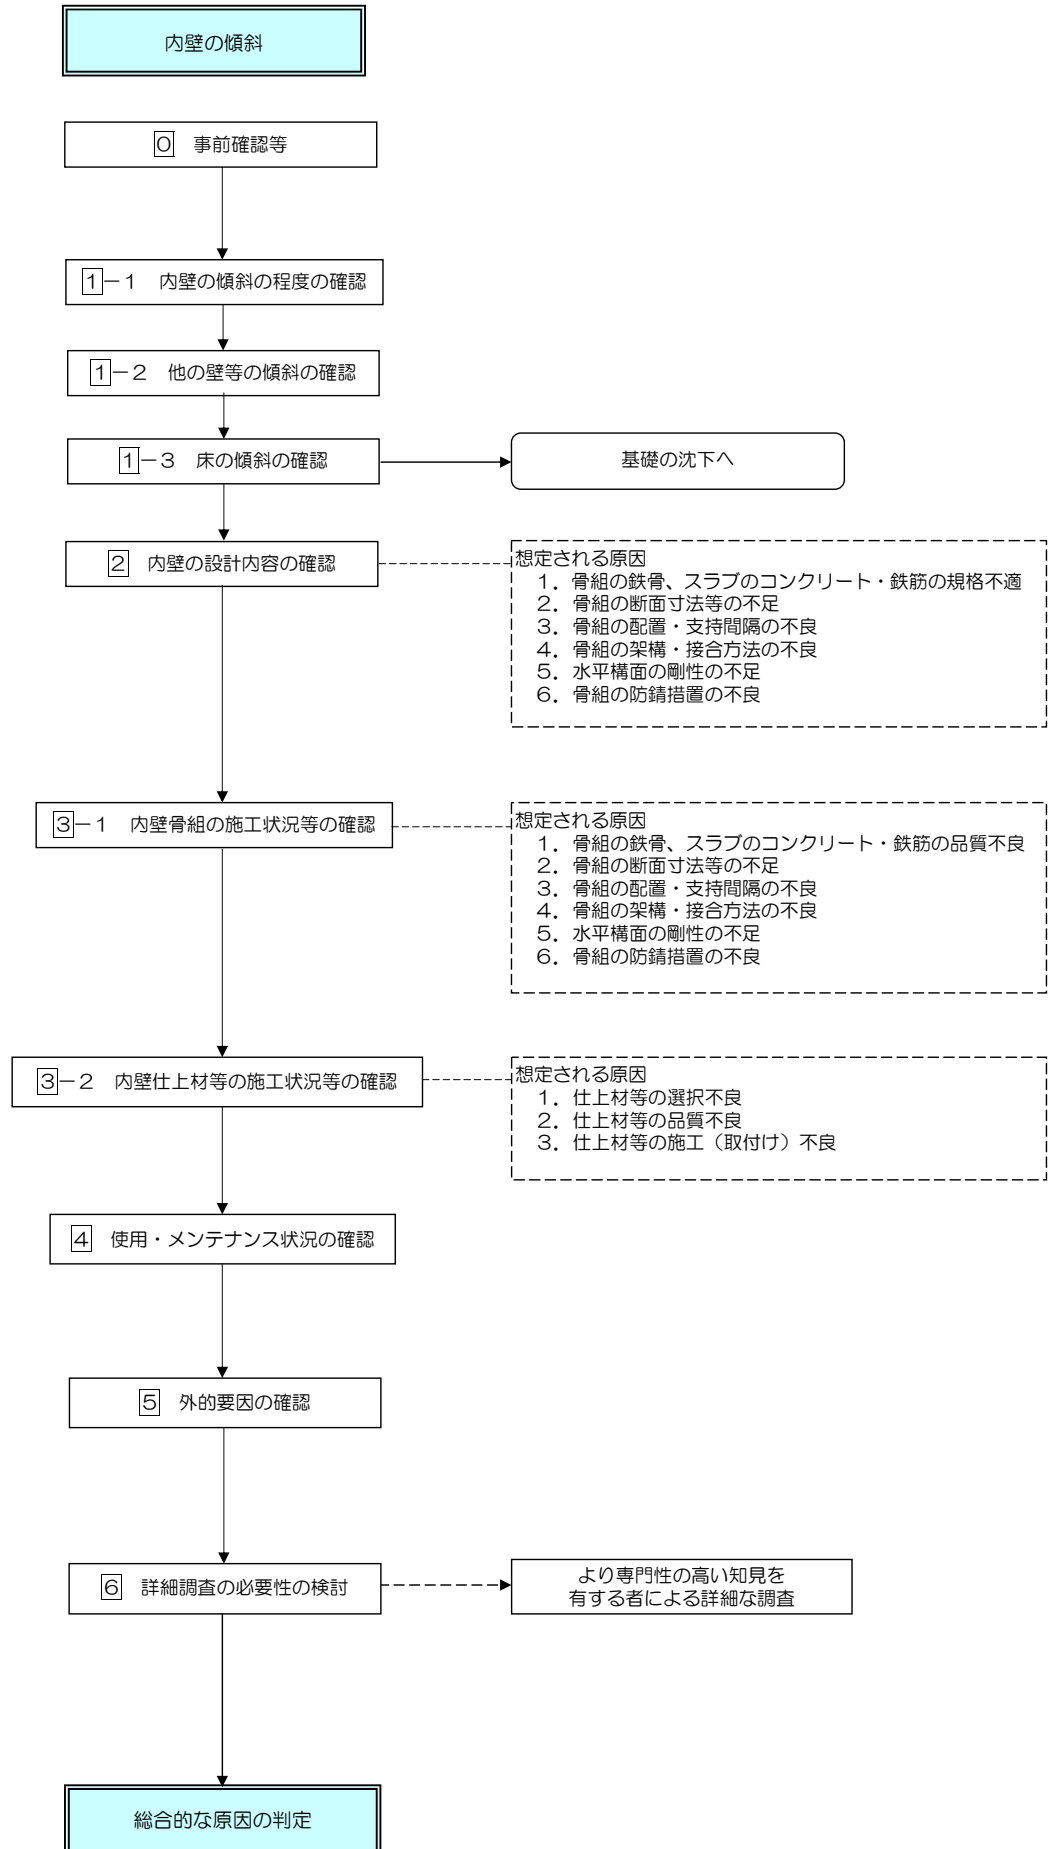 内壁の傾斜
0 事前確認等
1－1 内壁の傾斜の程度の確認
1－2 他の壁等の傾斜の確認
1－3 床の傾斜の確認
基礎の沈下へ
2 内壁の設計内容の確認
想定される原因
1．骨組の鉄骨、スラブのコンクリート・鉄筋の規格不適
2．骨組の断面寸法等の不足
3．骨組の配置・支持間隔の不良
4．骨組の架構・接合方法の不良
5．水平構面の剛性の不足
6．骨組の防錆措置の不良
3－1 内壁骨組の施工状況等の確認
想定される原因
1．骨組の鉄骨、スラブのコンクリート・鉄筋の品質不良
2．骨組の断面寸法等の不足
3．骨組の配置・支持間隔の不良
4．骨組の架構・接合方法の不良
5．水平構面の剛性の不足
6．骨組の防錆措置の不良
3－2 内壁仕上材等の施工状況等の確認
想定される原因
1．仕上材等の選択不良
2．仕上材等の品質不良
3．仕上材等の施工（取付け）不良
4 使用・メンテナンス状況の確認
5 外的要因の確認
6 詳細調査の必要性の検討
より専門性の高い知見を
有する者による詳細な調査
総合的な原因の判定